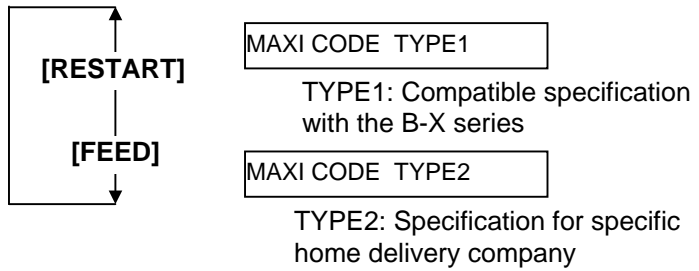 [RESTART]
MAXI CODE TYPE1
TYPE1: Compatible specification
with the B-X series
[FEED]
MAXI CODE TYPE2
TYPE2: Specification for specific
home delivery company